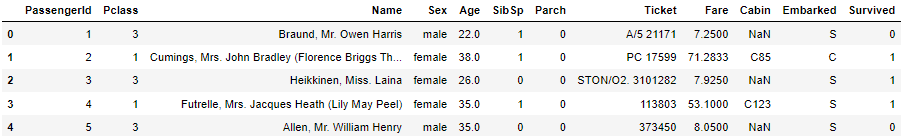 PassengerId Pclass Name Sex Age SibSp Parch Ticket Fare Cabin Embarked Survived
0 1 3 Braund, Mr. Owen Harris male 22.0 1 0 A/5 21171 7.2500 NaN S 0
1 2 1 Cumings, Mrs. John Bradley (Florence Briggs Th... female 38.0 1 0 PC 17599 71.2833 C85 C 1
2 3 3 Heikkinen, Miss. Laina female 26.0 0 0 STON/O2. 3101282 7.9250 NaN S 1
3 4 1 Futrelle, Mrs. Jacques Heath (Lily May Peel) female 35.0 1 0 113803 53.1000 C123 S 1
4 5 3 Allen, Mr. William Henry male 35.0 0 0 373450 8.0500 NaN S 0